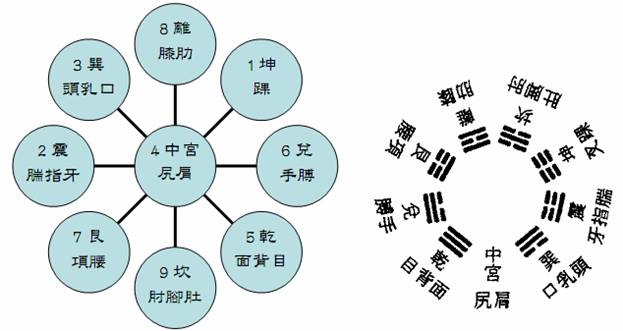 8 離
膝肋
3 巽
頭乳口
1 坤
踝
2 震
腨指牙
4 中宮
尻肩
6 兌
手膊
7 艮
項腰
5 乾
面背目
9 坎
肘腳肚
肋膝
離
肚腳肘
坎
腰項
艮
坤
踝
膊手
兌
震
牙指腨
乾
目背面
中
宮
尻肩
巽
口乳頭